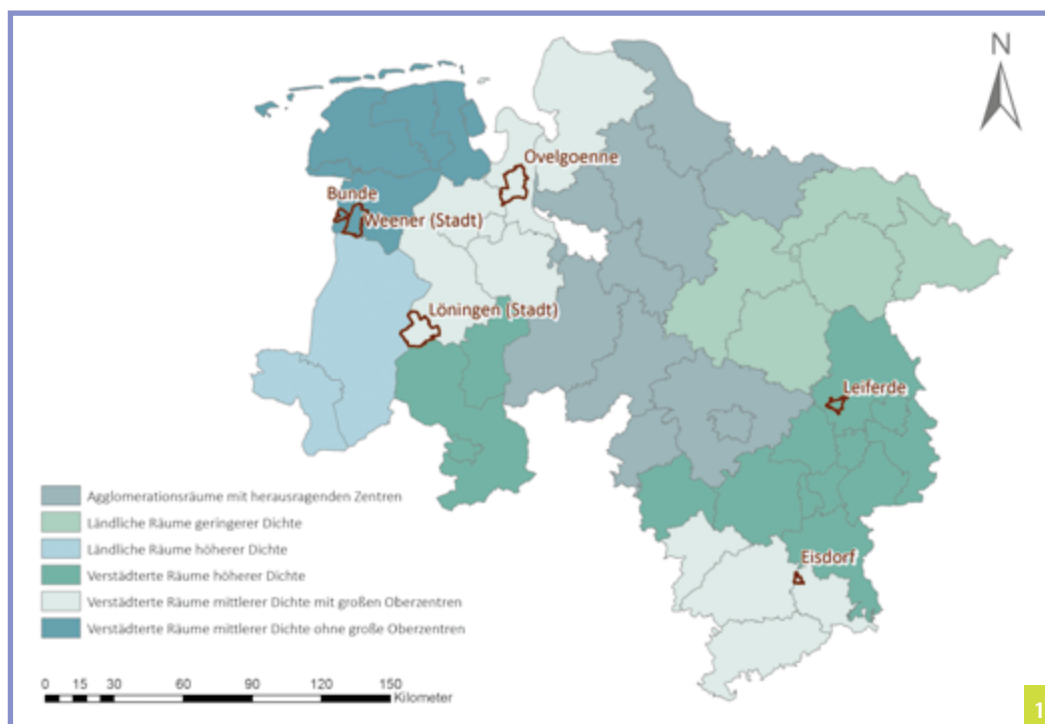 N
Ovelgoenne
Bunde
Weener (Stadt)
Löningen (Stadt)
Leiferde
Eisdorf
Agglomerationsräume mit herausragenden Zentren
Ländliche Räume geringerer Dichte
Ländliche Räume höherer Dichte
Verstädterte Räume höherer Dichte
Verstädterte Räume mittlerer Dichte mit großen Oberzentren
Verstädterte Räume mittlerer Dichte ohne große Oberzentren
0 15 30 60 90 120 150
Kilometer
1